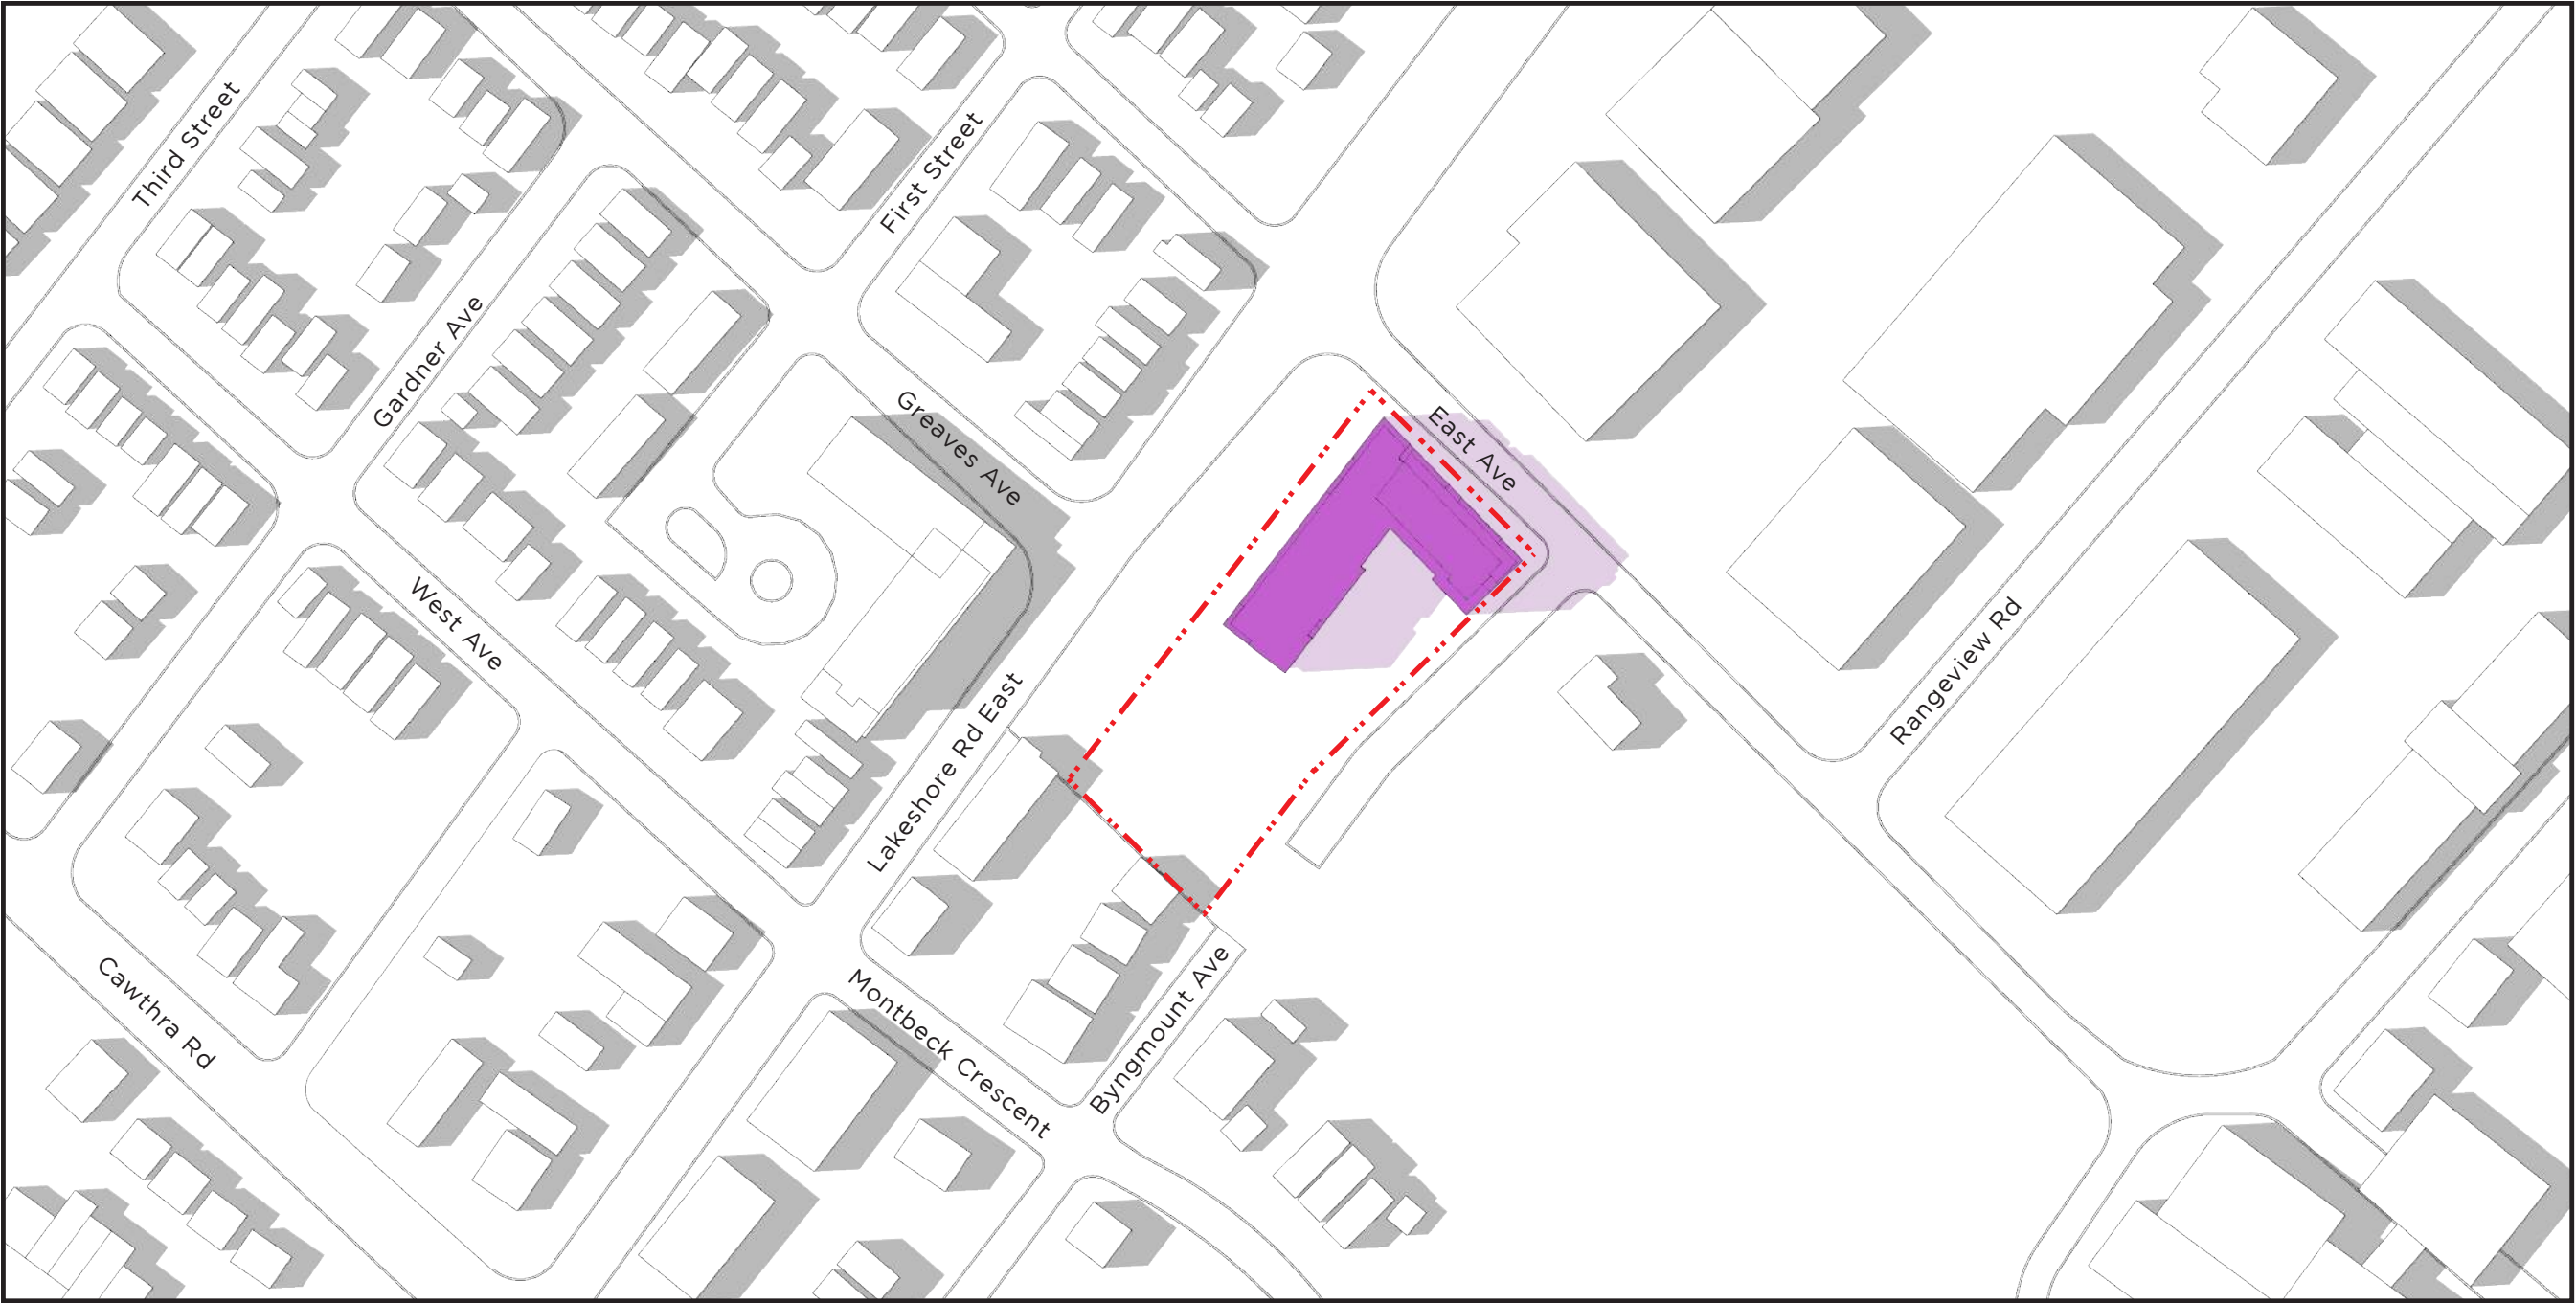 Third Street
First Street
Gardner Ave
Greaves Ave
East Ave
West Ave
Lakeshore Rd East
Rangeview Rd
Cawthra Rd
Montbeck Crescent
Byngmount Ave